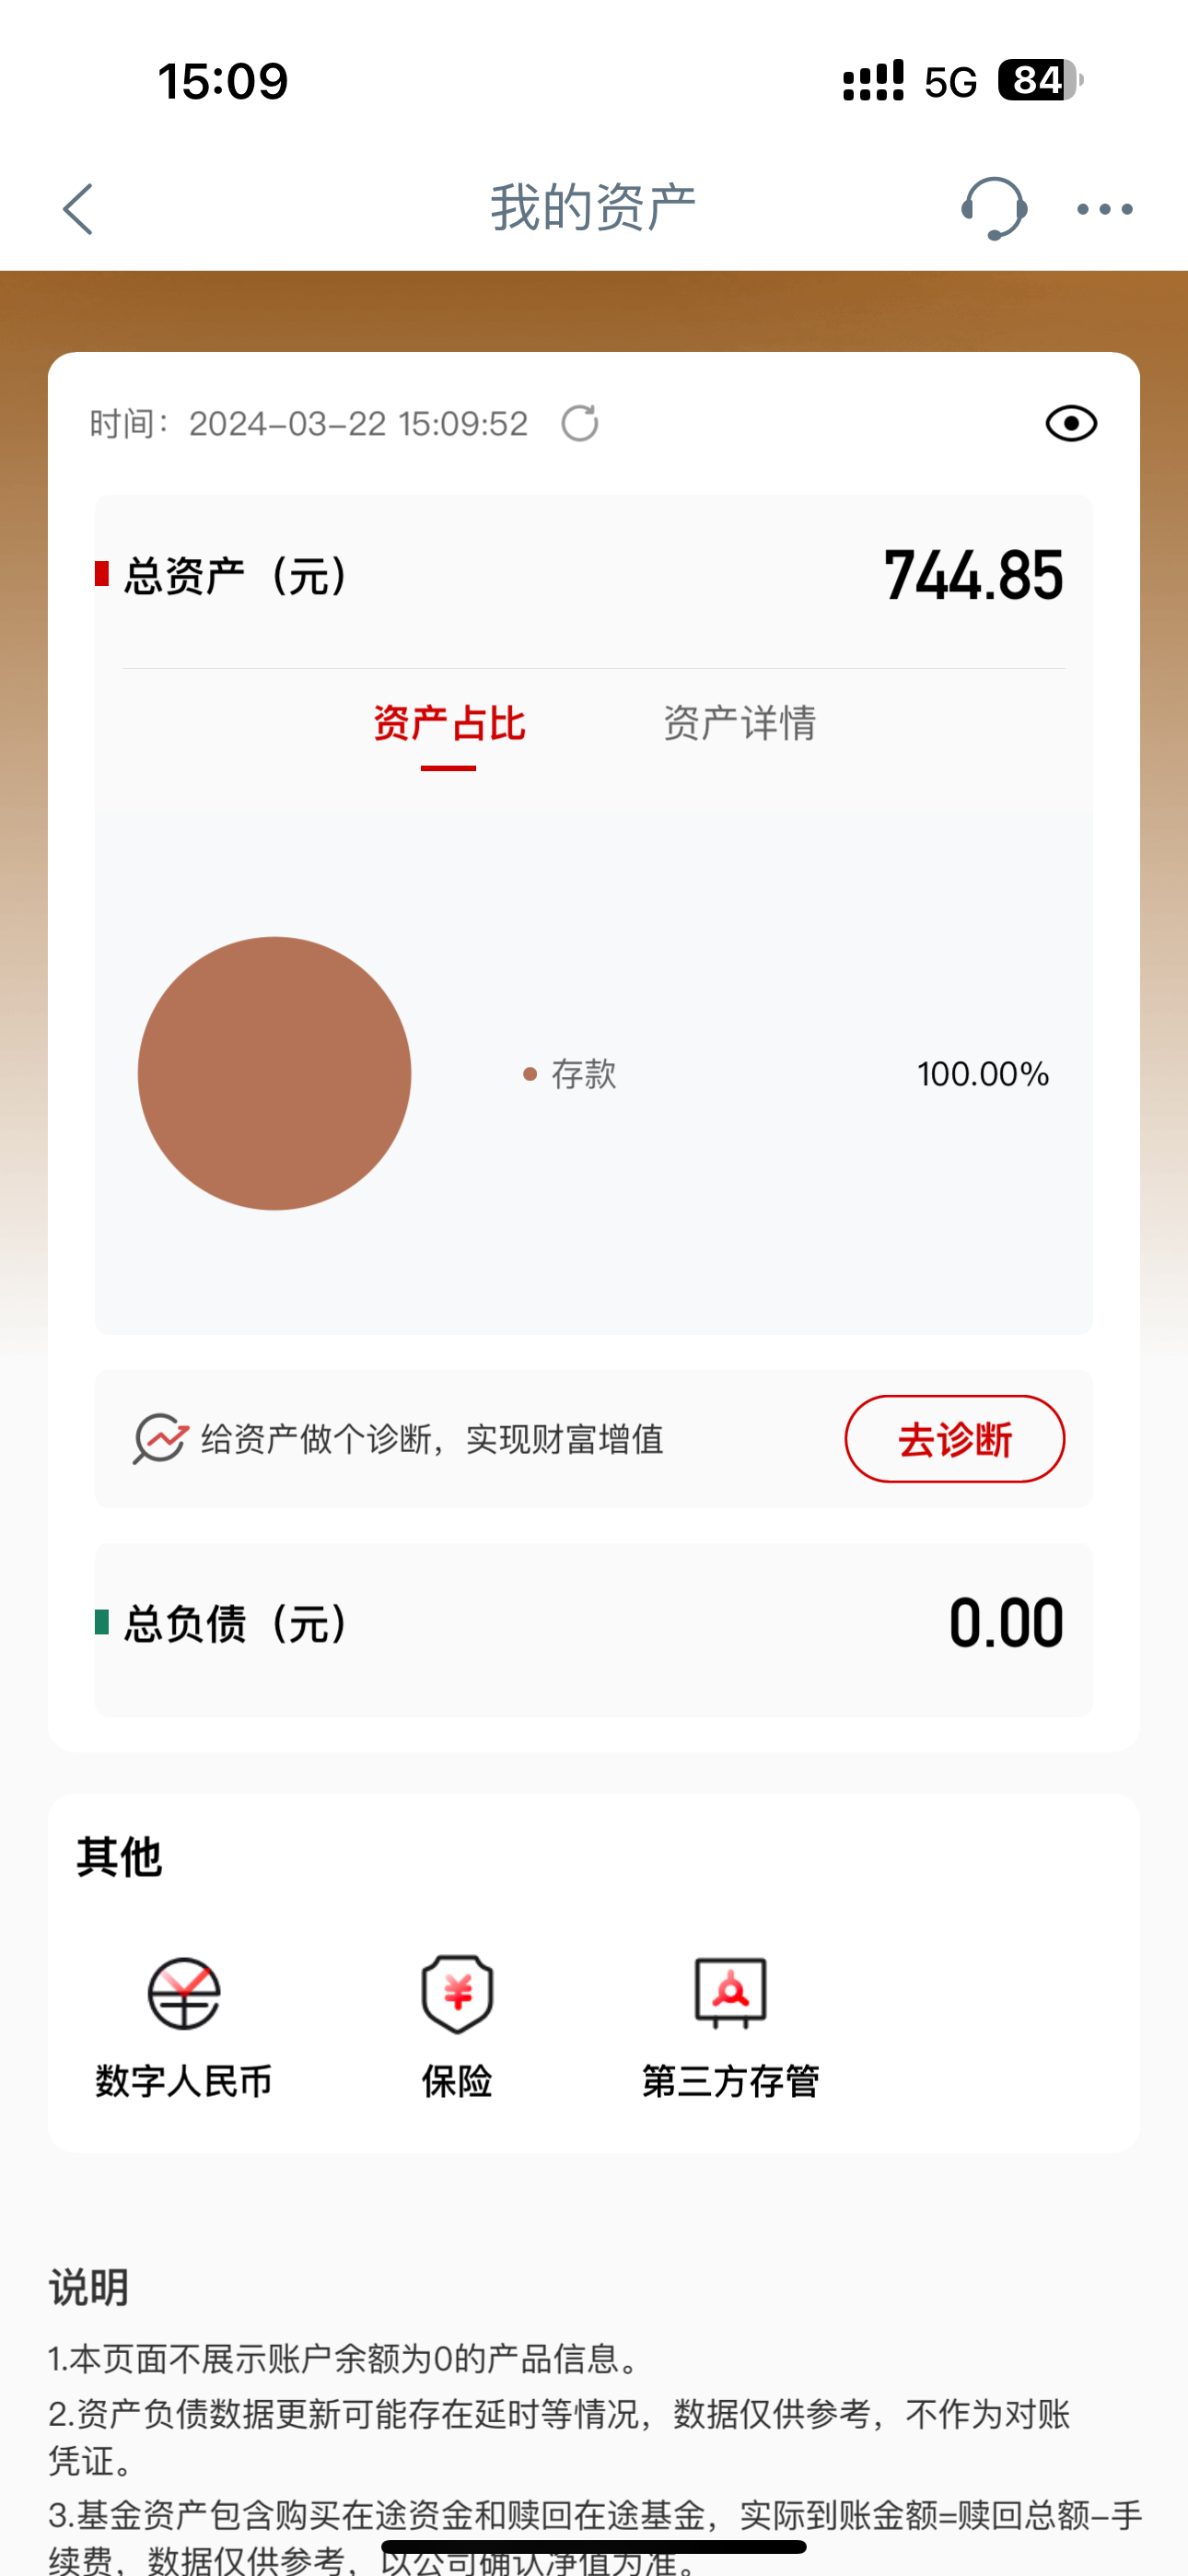 15:09
5G 84
我的资产
时间：2024-03-22 15:09:52
总资产（元） 744.85
资产占比 资产详情
存款 100.00%
给资产做个诊断，实现财富增值 去诊断
总负债（元） 0.00
其他
数字人民币 保险 第三方存管
说明
1.本页面不展示账户余额为0的产品信息。
2.资产负债数据更新可能存在延时等情况，数据仅供参考，不作为对账
凭证。
3.基金资产包含购买在途资金和赎回在途基金，实际到账金额=赎回总额-手
续费，数据仅供参考，以公司确认净值为准。